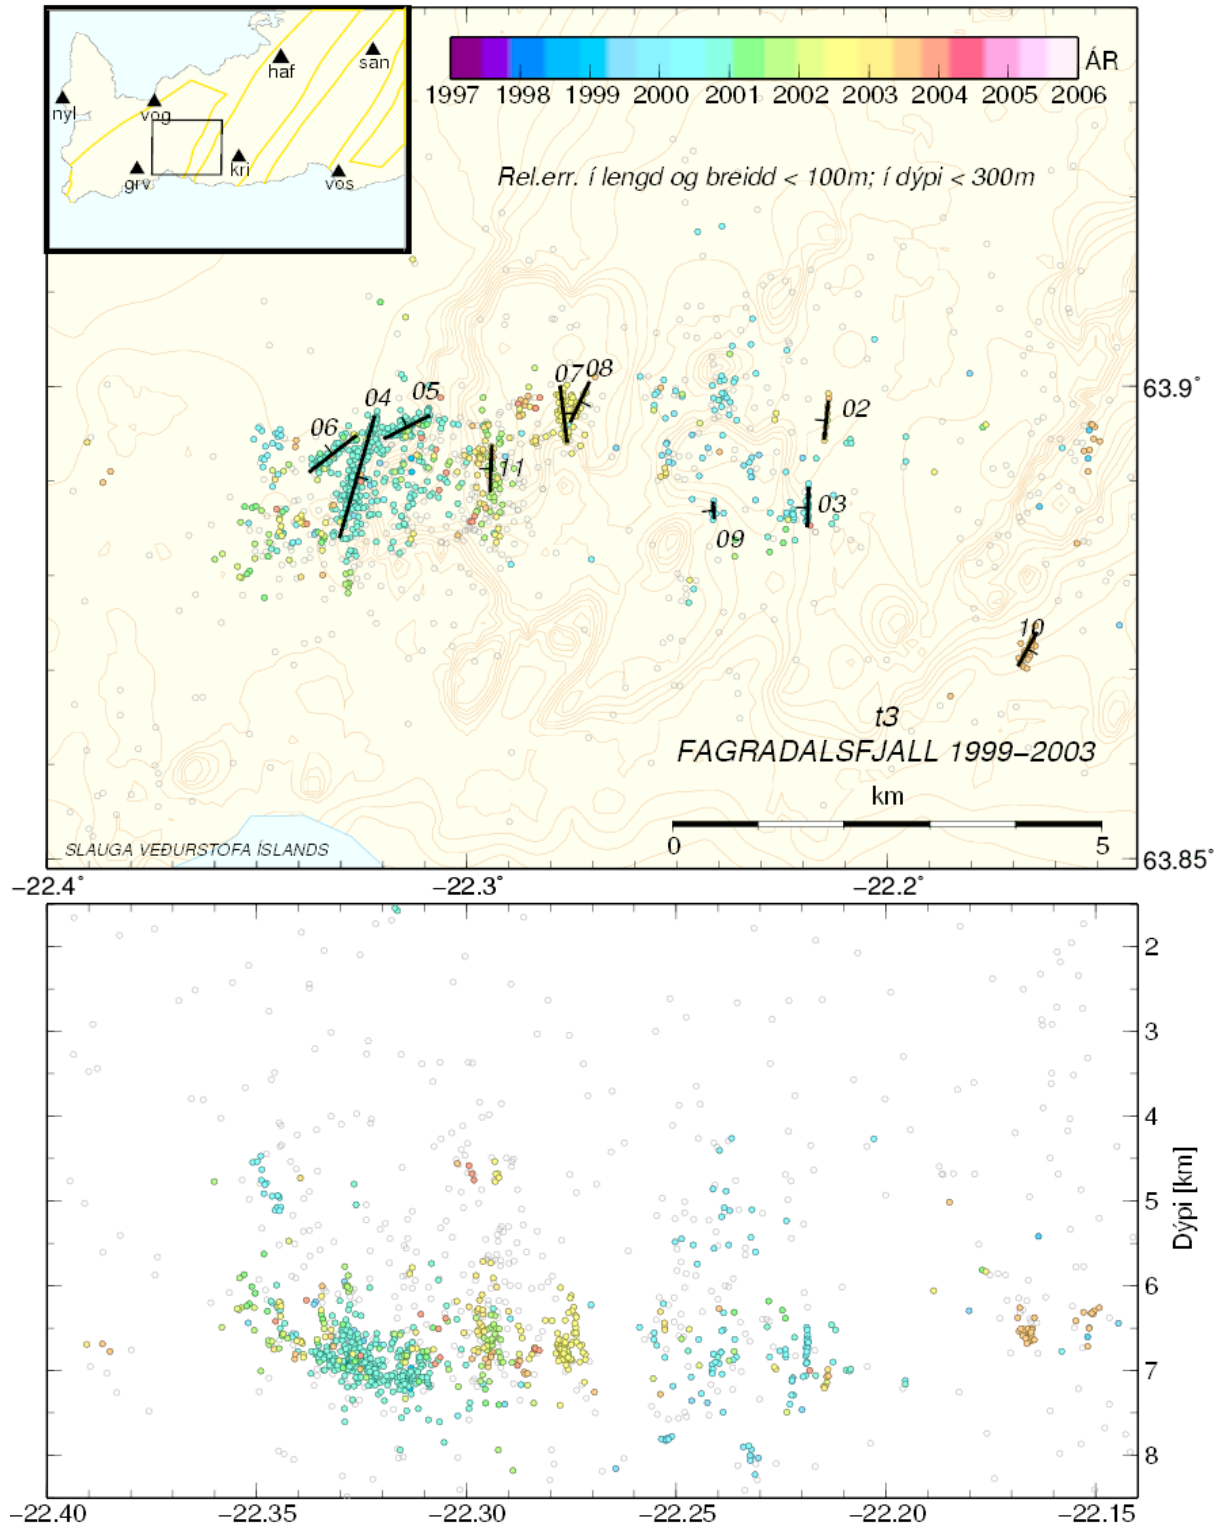 haf
san
nyl
vog
grv
kri
vos
ÁR
1997 1998 1999 2000 2001 2002 2003 2004 2005 2006
Rel.err. í lengd og breidd < 100m; í dýpi < 300m
63.9°
07 08
04 05
06
02
11
03
09
10
t3
FAGRADALSFJALL 1999–2003
km
0 5
SLAUGA VEÐURSTOFA ÍSLANDS
63.85°
–22.4° –22.3° –22.2°
2
3
4
5
6
7
8
Dýpi [km]
–22.40 –22.35 –22.30 –22.25 –22.20 –22.15